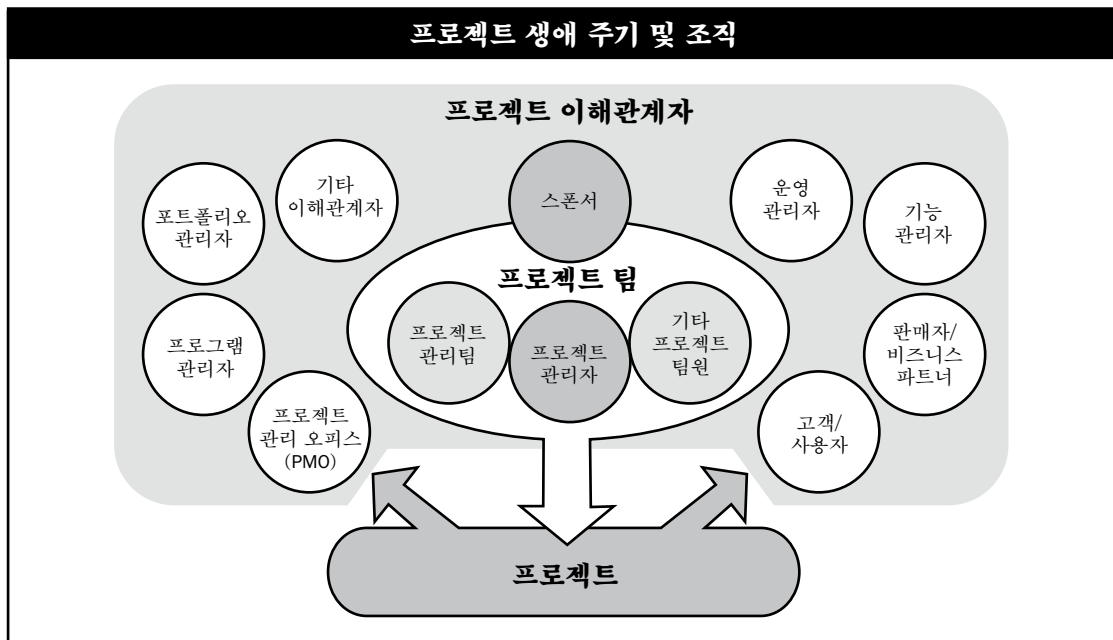 프로젝트 생애 주기 및 조직
프로젝트 이해관계자
포트폴리오
관리자
기타
이해관계자
스폰서
운영
관리자
기능
관리자
프로젝트 팀
프로그램
관리자
프로젝트
관리팀
프로젝트
관리자
기타
프로젝트
팀원
판매자/
비즈니스
파트너
프로젝트
관리 오피스
(PMO)
고객/
사용자
프로젝트